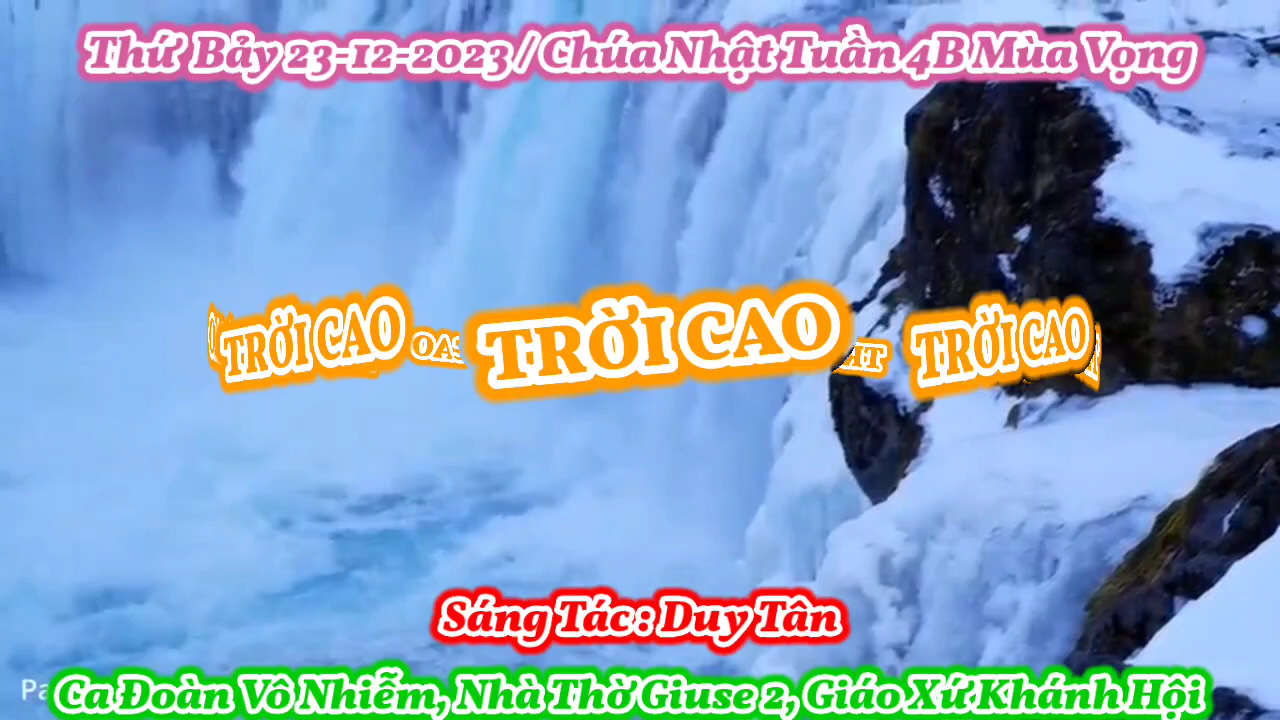 Thứ Bảy 23-12-2023 / Chúa Nhật Tuần 4B Mùa Vọng
TRỜI CAO TRỜI CAO TRỜI CAO
Sáng Tác : Duy Tân
Ca Đoàn Vô Nhiễm, Nhà Thờ Giuse 2, Giáo Xứ Khánh Hội